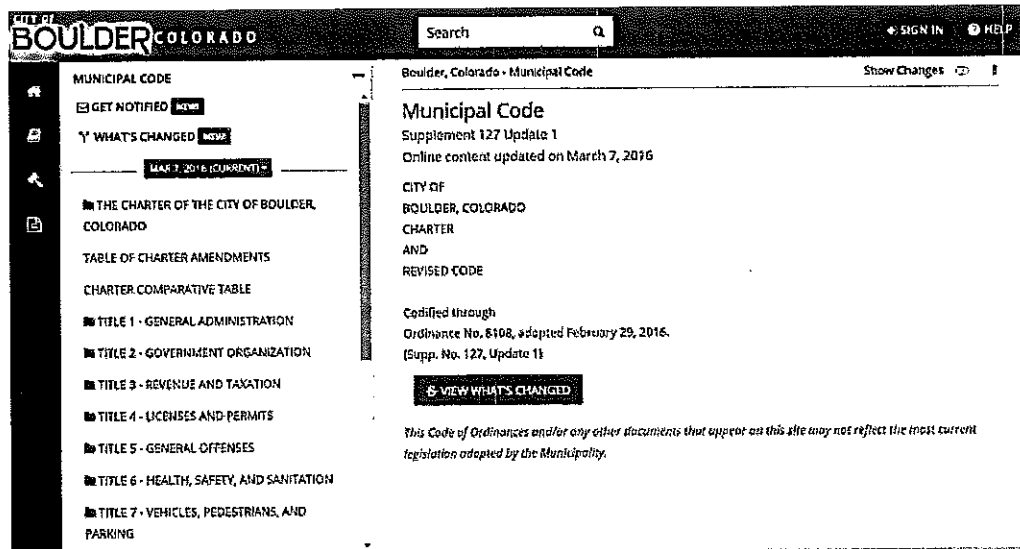 CITY OF
BOULDER COLORADO
Search
SIGN IN
HELP
MUNICIPAL CODE
GET NOTIFIED NEW!
WHAT'S CHANGED NEW!
MAR 7, 2016 (CURRENT)
THE CHARTER OF THE CITY OF BOULDER,
COLORADO
TABLE OF CHARTER AMENDMENTS
CHARTER COMPARATIVE TABLE
TITLE 1 - GENERAL ADMINISTRATION
TITLE 2 - GOVERNMENT ORGANIZATION
TITLE 3 - REVENUE AND TAXATION
TITLE 4 - LICENSES AND PERMITS
TITLE 5 - GENERAL OFFENSES
TITLE 6 - HEALTH, SAFETY, AND SANITATION
TITLE 7 - VEHICLES, PEDESTRIANS, AND
PARKING
Boulder, Colorado - Municipal Code
Show Changes
Municipal Code
Supplement 127 Update 1
Online content updated on March 7, 2016
CITY OF
BOULDER, COLORADO
CHARTER
AND
REVISED CODE
Codified through
Ordinance No. 8108, adopted February 29, 2016.
(Supp. No. 127, Update 1)
VIEW WHAT'S CHANGED
This Code of Ordinances and/or any other documents that appear on this site may not reflect the most current
legislation adopted by the Municipality.